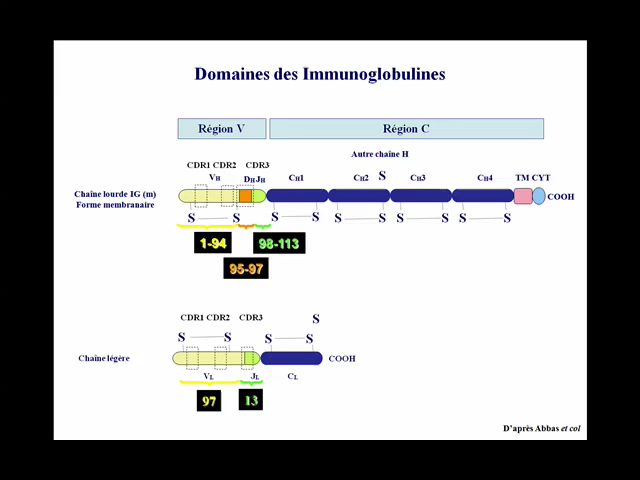 Domaines des Immunoglobulines
Région V
Région C
Autre chaîne H
CDR1 CDR2 CDR3
S
VH DH JH CH1 CH2 CH3 CH4 TM CYT
Chaîne lourde IG (m)
Forme membranaire
COOH
S S S S S S S S S S
1-94 98-113
95-97
CDR1 CDR2 CDR3
S
S S S S
Chaîne légère
COOH
VL JL CL
97 13
D'après Abbas et col